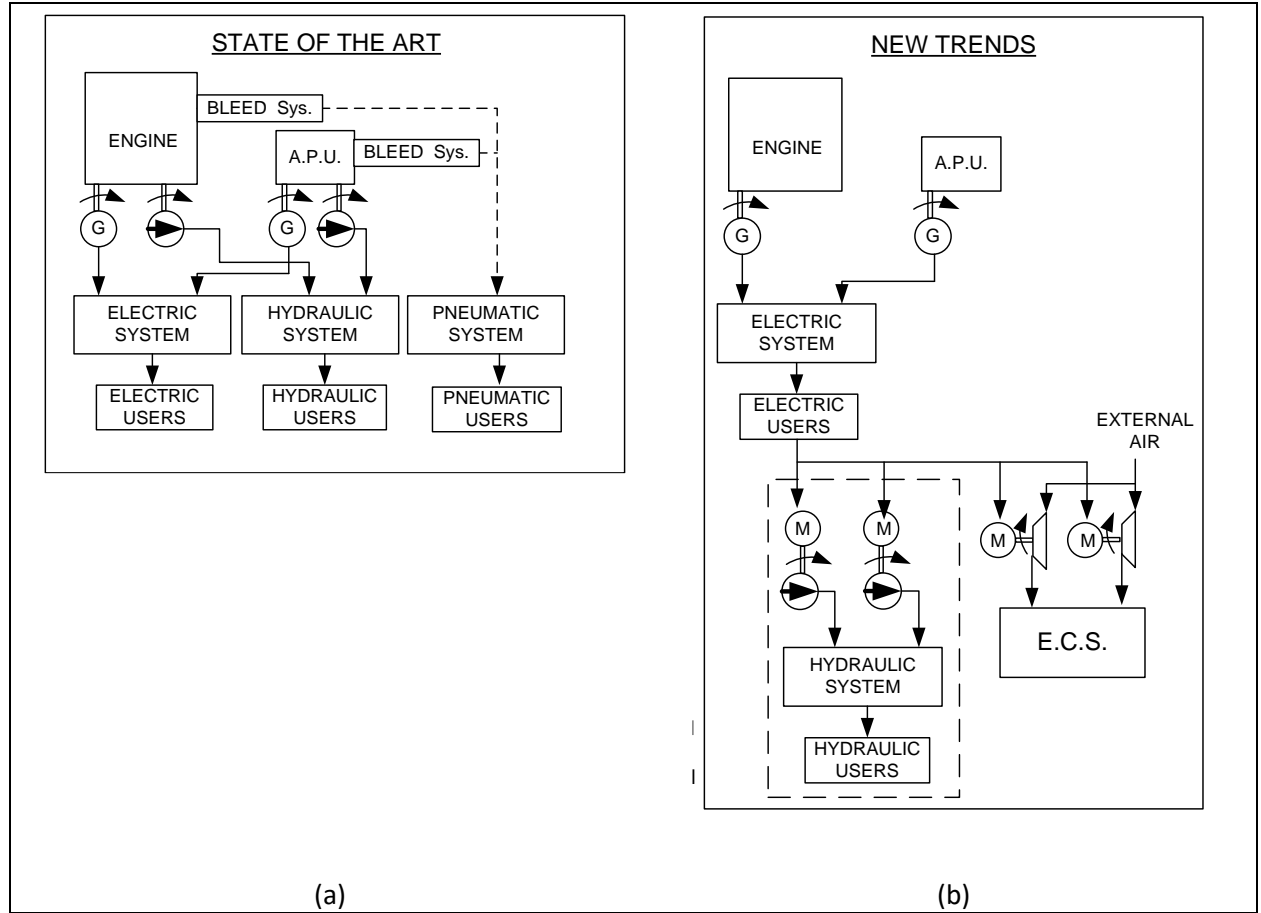 STATE OF THE ART
BLEED Sys.
ENGINE
A.P.U.
BLEED Sys.
G
G
ELECTRIC
SYSTEM
HYDRAULIC
SYSTEM
PNEUMATIC
SYSTEM
ELECTRIC
USERS
HYDRAULIC
USERS
PNEUMATIC
USERS
(a)
NEW TRENDS
ENGINE
A.P.U.
G
G
ELECTRIC
SYSTEM
ELECTRIC
USERS
EXTERNAL
AIR
M
M
M
M
E.C.S.
HYDRAULIC
SYSTEM
HYDRAULIC
USERS
(b)